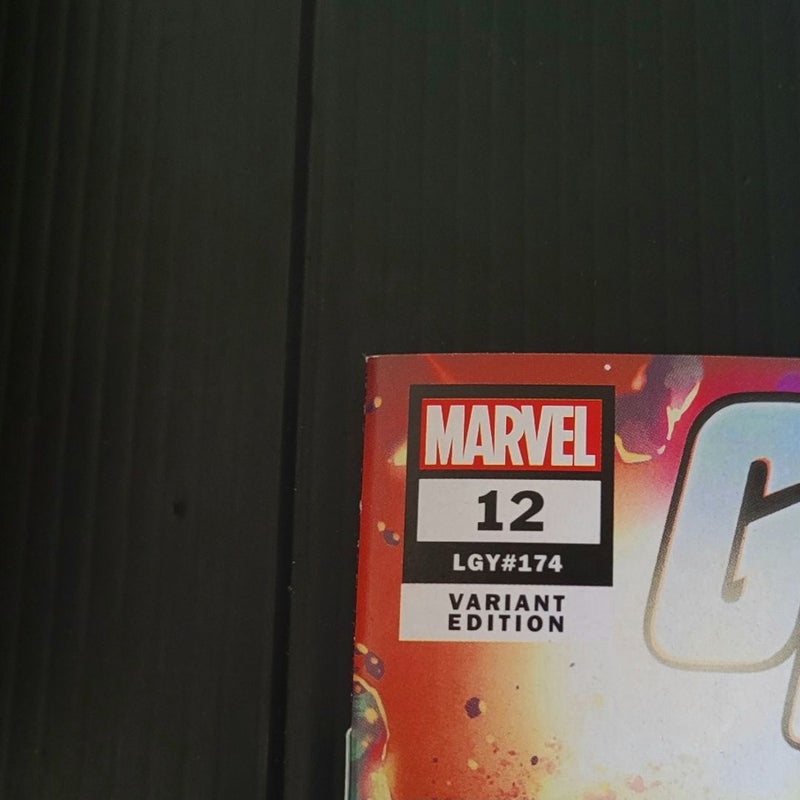 MARVEL
12
LGY#174
VARIANT
EDITION
G